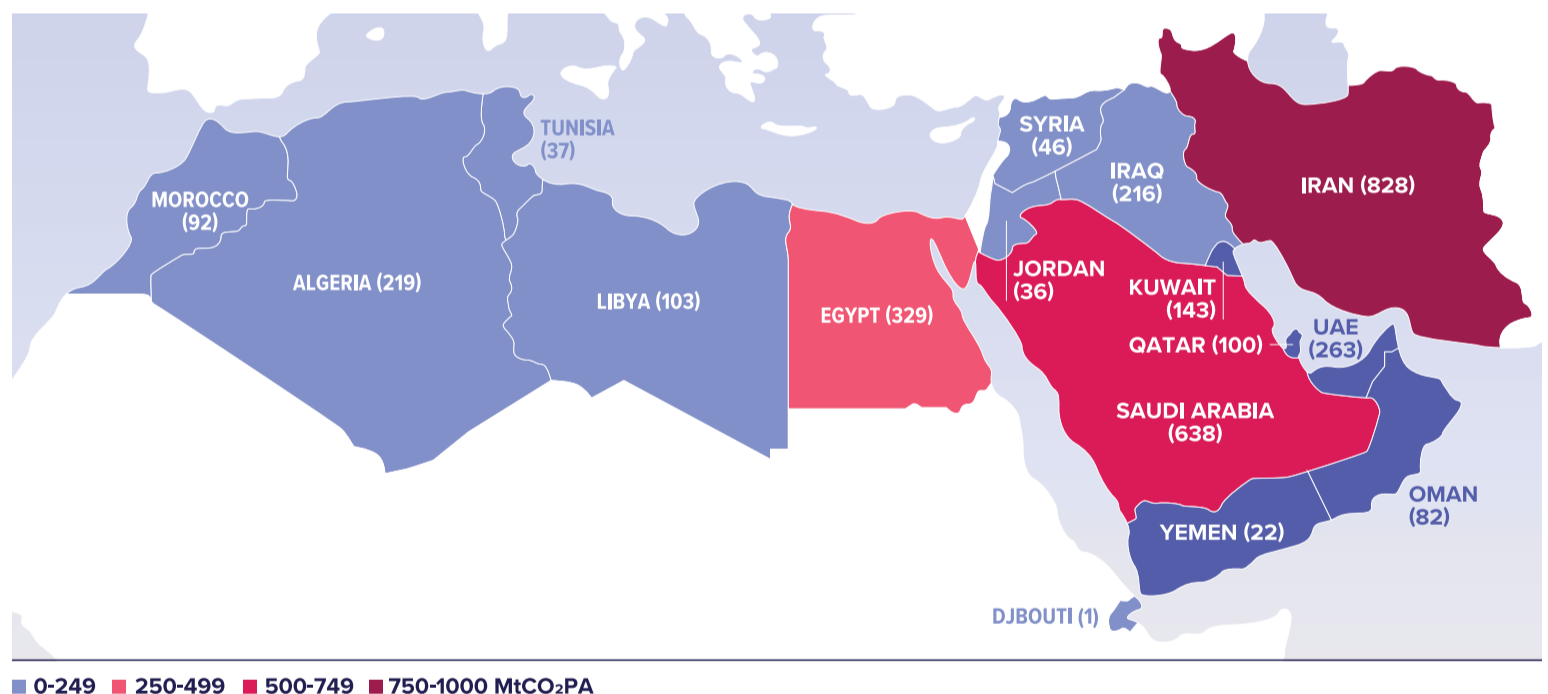 TUNISIA
(37)
SYRIA
(46)
IRAQ
(216)
IRAN (828)
MOROCCO
(92)
ALGERIA (219)
LIBYA (103)
EGYPT (329)
JORDAN
(36)
KUWAIT
(143)
QATAR (100)
UAE
(263)
SAUDI ARABIA
(638)
OMAN
(82)
YEMEN (22)
DJBOUTI (1)
0-249 250-499 500-749 750-1000 MtCO₂PA